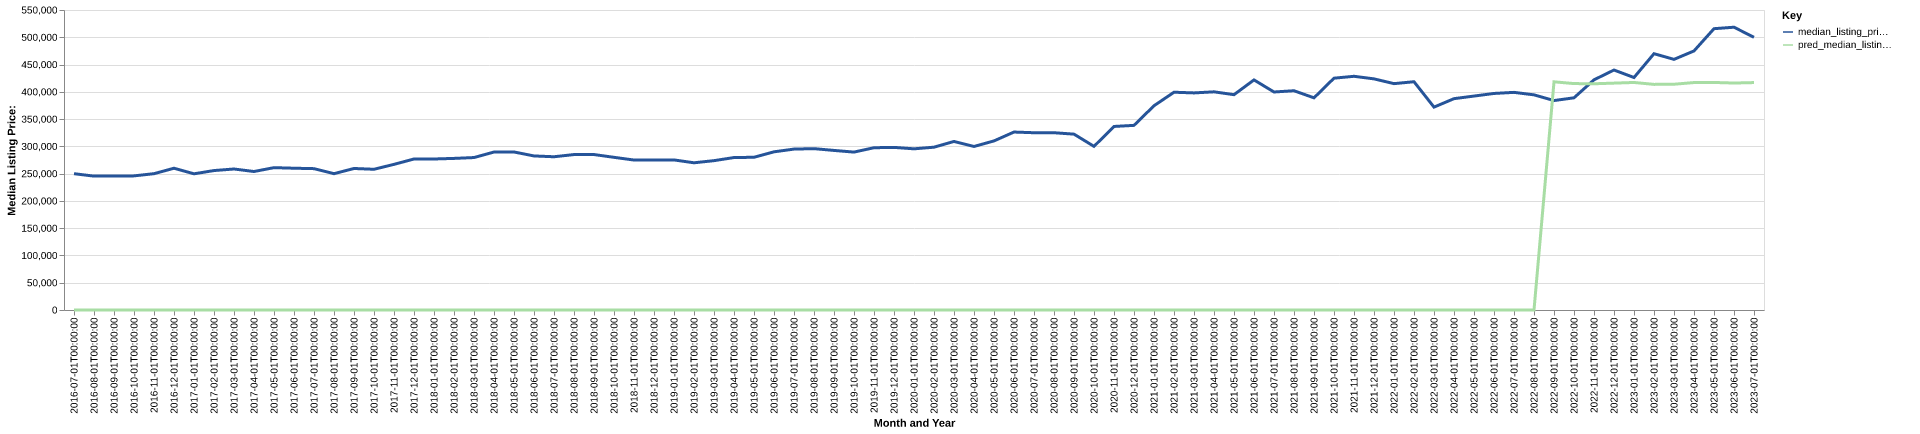 550,000
500,000
450,000
400,000
350,000
300,000
250,000
200,000
150,000
100,000
50,000
0
Median Listing Price:
2016-07-01T00:00:00
2016-08-01T00:00:00
2016-09-01T00:00:00
2016-10-01T00:00:00
2016-11-01T00:00:00
2016-12-01T00:00:00
2017-01-01T00:00:00
2017-02-01T00:00:00
2017-03-01T00:00:00
2017-04-01T00:00:00
2017-05-01T00:00:00
2017-06-01T00:00:00
2017-07-01T00:00:00
2017-08-01T00:00:00
2017-09-01T00:00:00
2017-10-01T00:00:00
2017-11-01T00:00:00
2017-12-01T00:00:00
2018-01-01T00:00:00
2018-02-01T00:00:00
2018-03-01T00:00:00
2018-04-01T00:00:00
2018-05-01T00:00:00
2018-06-01T00:00:00
2018-07-01T00:00:00
2018-08-01T00:00:00
2018-09-01T00:00:00
2018-10-01T00:00:00
2018-11-01T00:00:00
2018-12-01T00:00:00
2019-01-01T00:00:00
2019-02-01T00:00:00
2019-03-01T00:00:00
2019-04-01T00:00:00
2019-05-01T00:00:00
2019-06-01T00:00:00
2019-07-01T00:00:00
2019-08-01T00:00:00
2019-09-01T00:00:00
2019-10-01T00:00:00
2019-11-01T00:00:00
2019-12-01T00:00:00
2020-01-01T00:00:00
2020-02-01T00:00:00
2020-03-01T00:00:00
2020-04-01T00:00:00
2020-05-01T00:00:00
2020-06-01T00:00:00
2020-07-01T00:00:00
2020-08-01T00:00:00
2020-09-01T00:00:00
2020-10-01T00:00:00
2020-11-01T00:00:00
2020-12-01T00:00:00
2021-01-01T00:00:00
2021-02-01T00:00:00
2021-03-01T00:00:00
2021-04-01T00:00:00
2021-05-01T00:00:00
2021-06-01T00:00:00
2021-07-01T00:00:00
2021-08-01T00:00:00
2021-09-01T00:00:00
2021-10-01T00:00:00
2021-11-01T00:00:00
2021-12-01T00:00:00
2022-01-01T00:00:00
2022-02-01T00:00:00
2022-03-01T00:00:00
2022-04-01T00:00:00
2022-05-01T00:00:00
2022-06-01T00:00:00
2022-07-01T00:00:00
2022-08-01T00:00:00
2022-09-01T00:00:00
2022-10-01T00:00:00
2022-11-01T00:00:00
2022-12-01T00:00:00
2023-01-01T00:00:00
2023-02-01T00:00:00
2023-03-01T00:00:00
2023-04-01T00:00:00
2023-05-01T00:00:00
2023-06-01T00:00:00
2023-07-01T00:00:00
Month and Year
Key
median_listing_pri…
pred_median_listin…